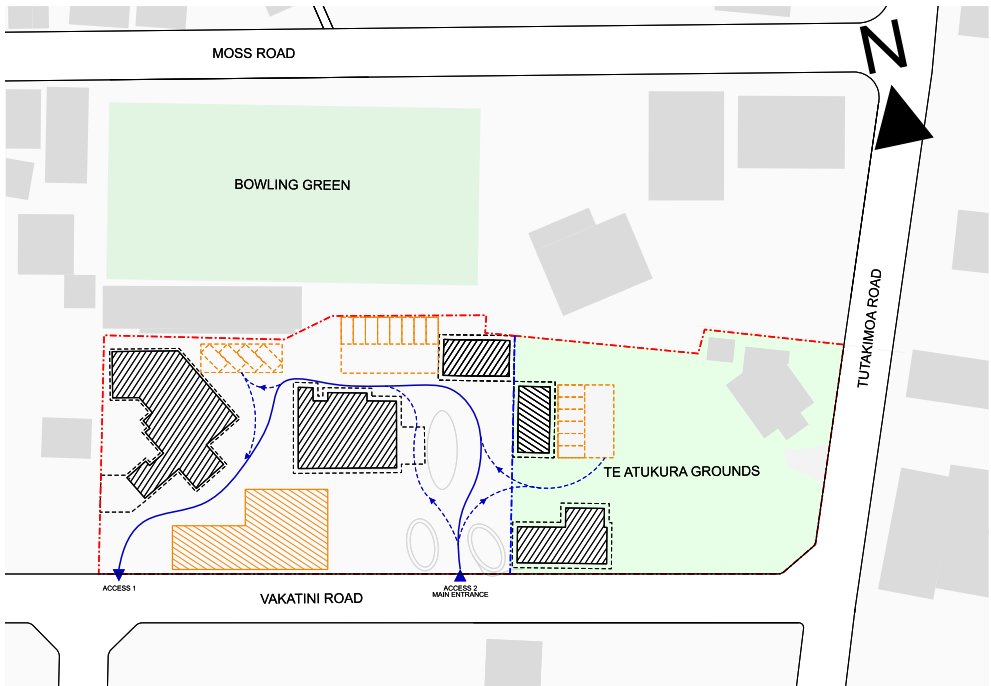 N
MOSS ROAD
BOWLING GREEN
TUTAKIMOA ROAD
TE ATUKURA GROUNDS
ACCESS 1
ACCESS 2
MAIN ENTRANCE
VAKATINI ROAD